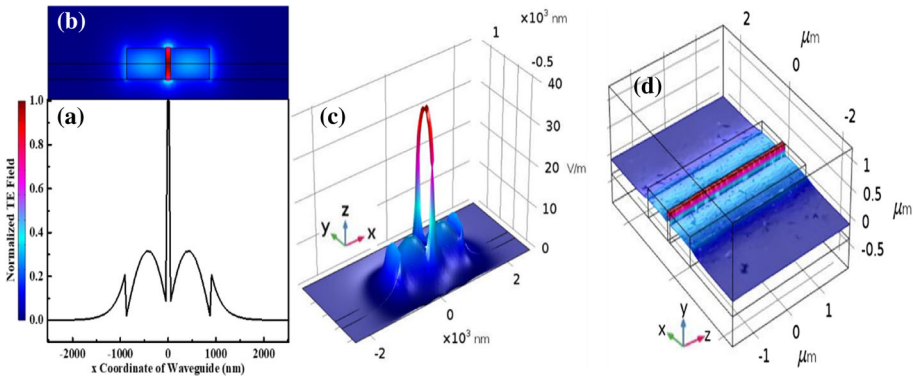 (b)
(a)
1.0
0.8
0.6
0.4
0.2
0.0
Normalized TE Field
-2000 -1000 0 1000 2000
x Coordinate of Waveguide (nm)
(c)
×10³ nm
1
-0.5
40
30
20
V/m
10
0
z
y
x
2
0
×10³ nm
-2
(d)
2
μm
0
-2
1
0.5
0
-0.5
μm
y
x
z
1
0
-1
μm